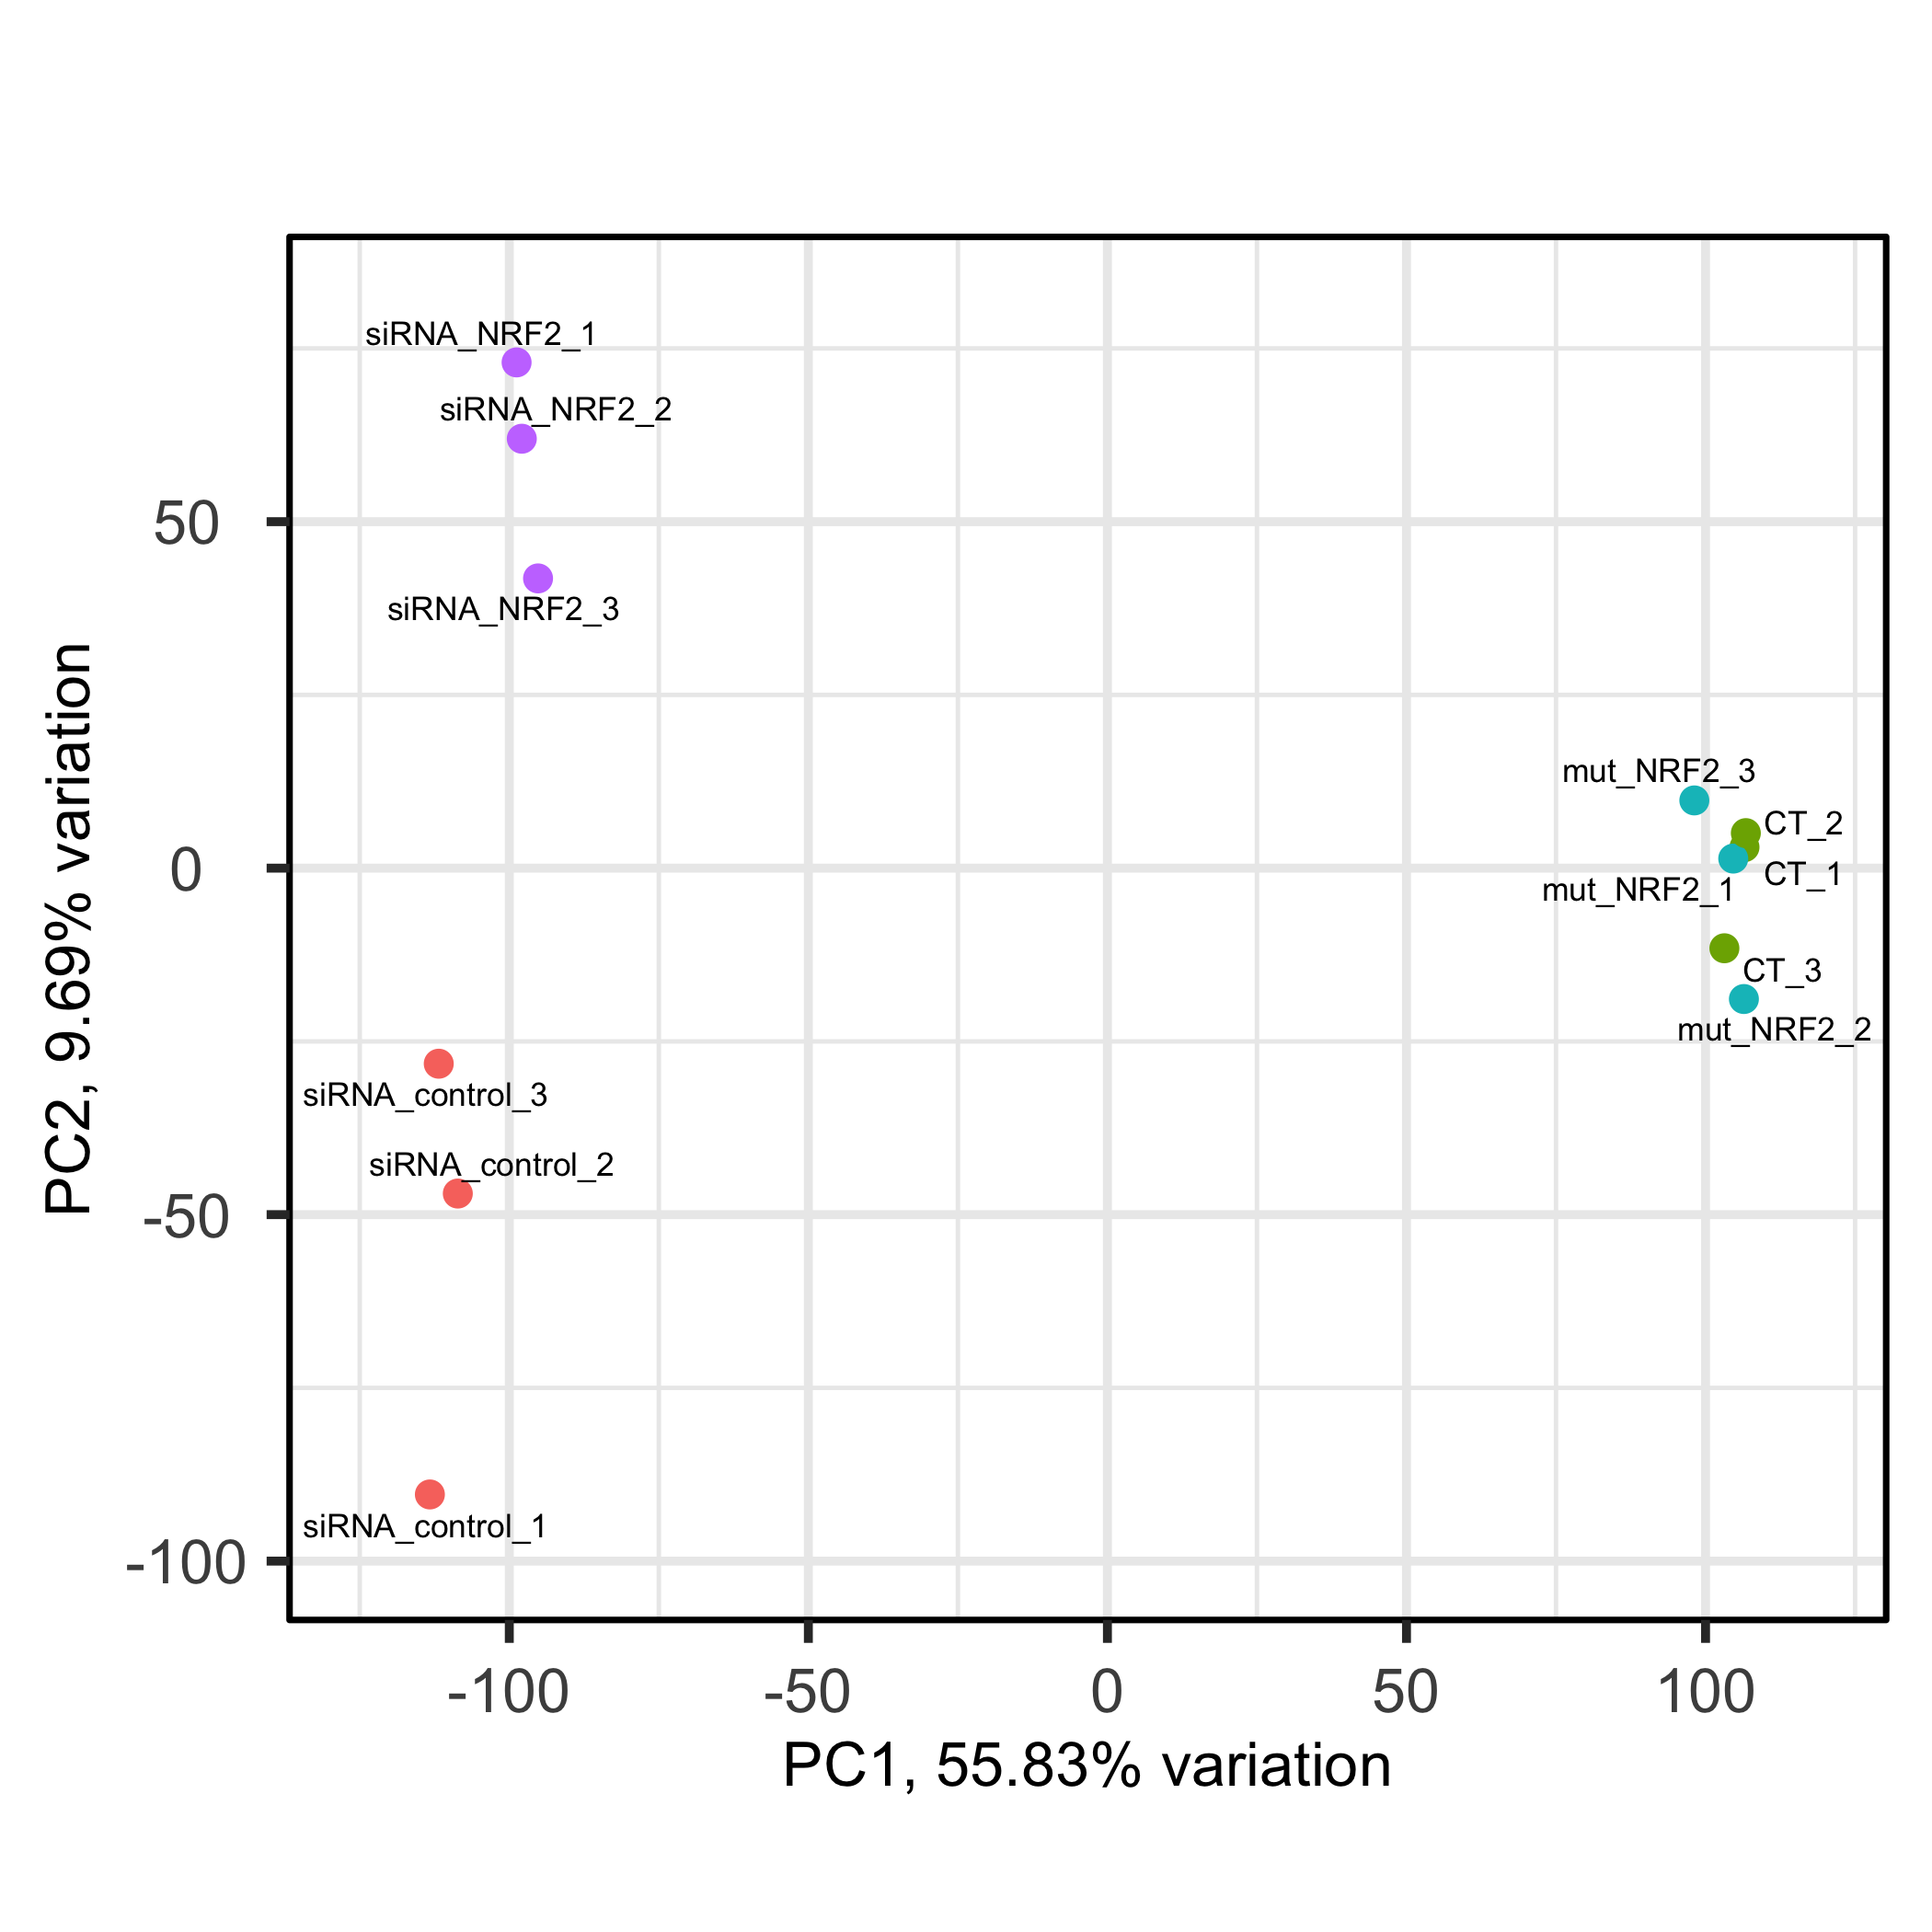 siRNA_NRF2_1
siRNA_NRF2_2
50
siRNA_NRF2_3
mut_NRF2_3
CT_2
0
CT_1
mut_NRF2_1
CT_3
mut_NRF2_2
siRNA_control_3
siRNA_control_2
-50
siRNA_control_1
-100
PC2, 9.69% variation
-100 -50 0 50 100
PC1, 55.83% variation